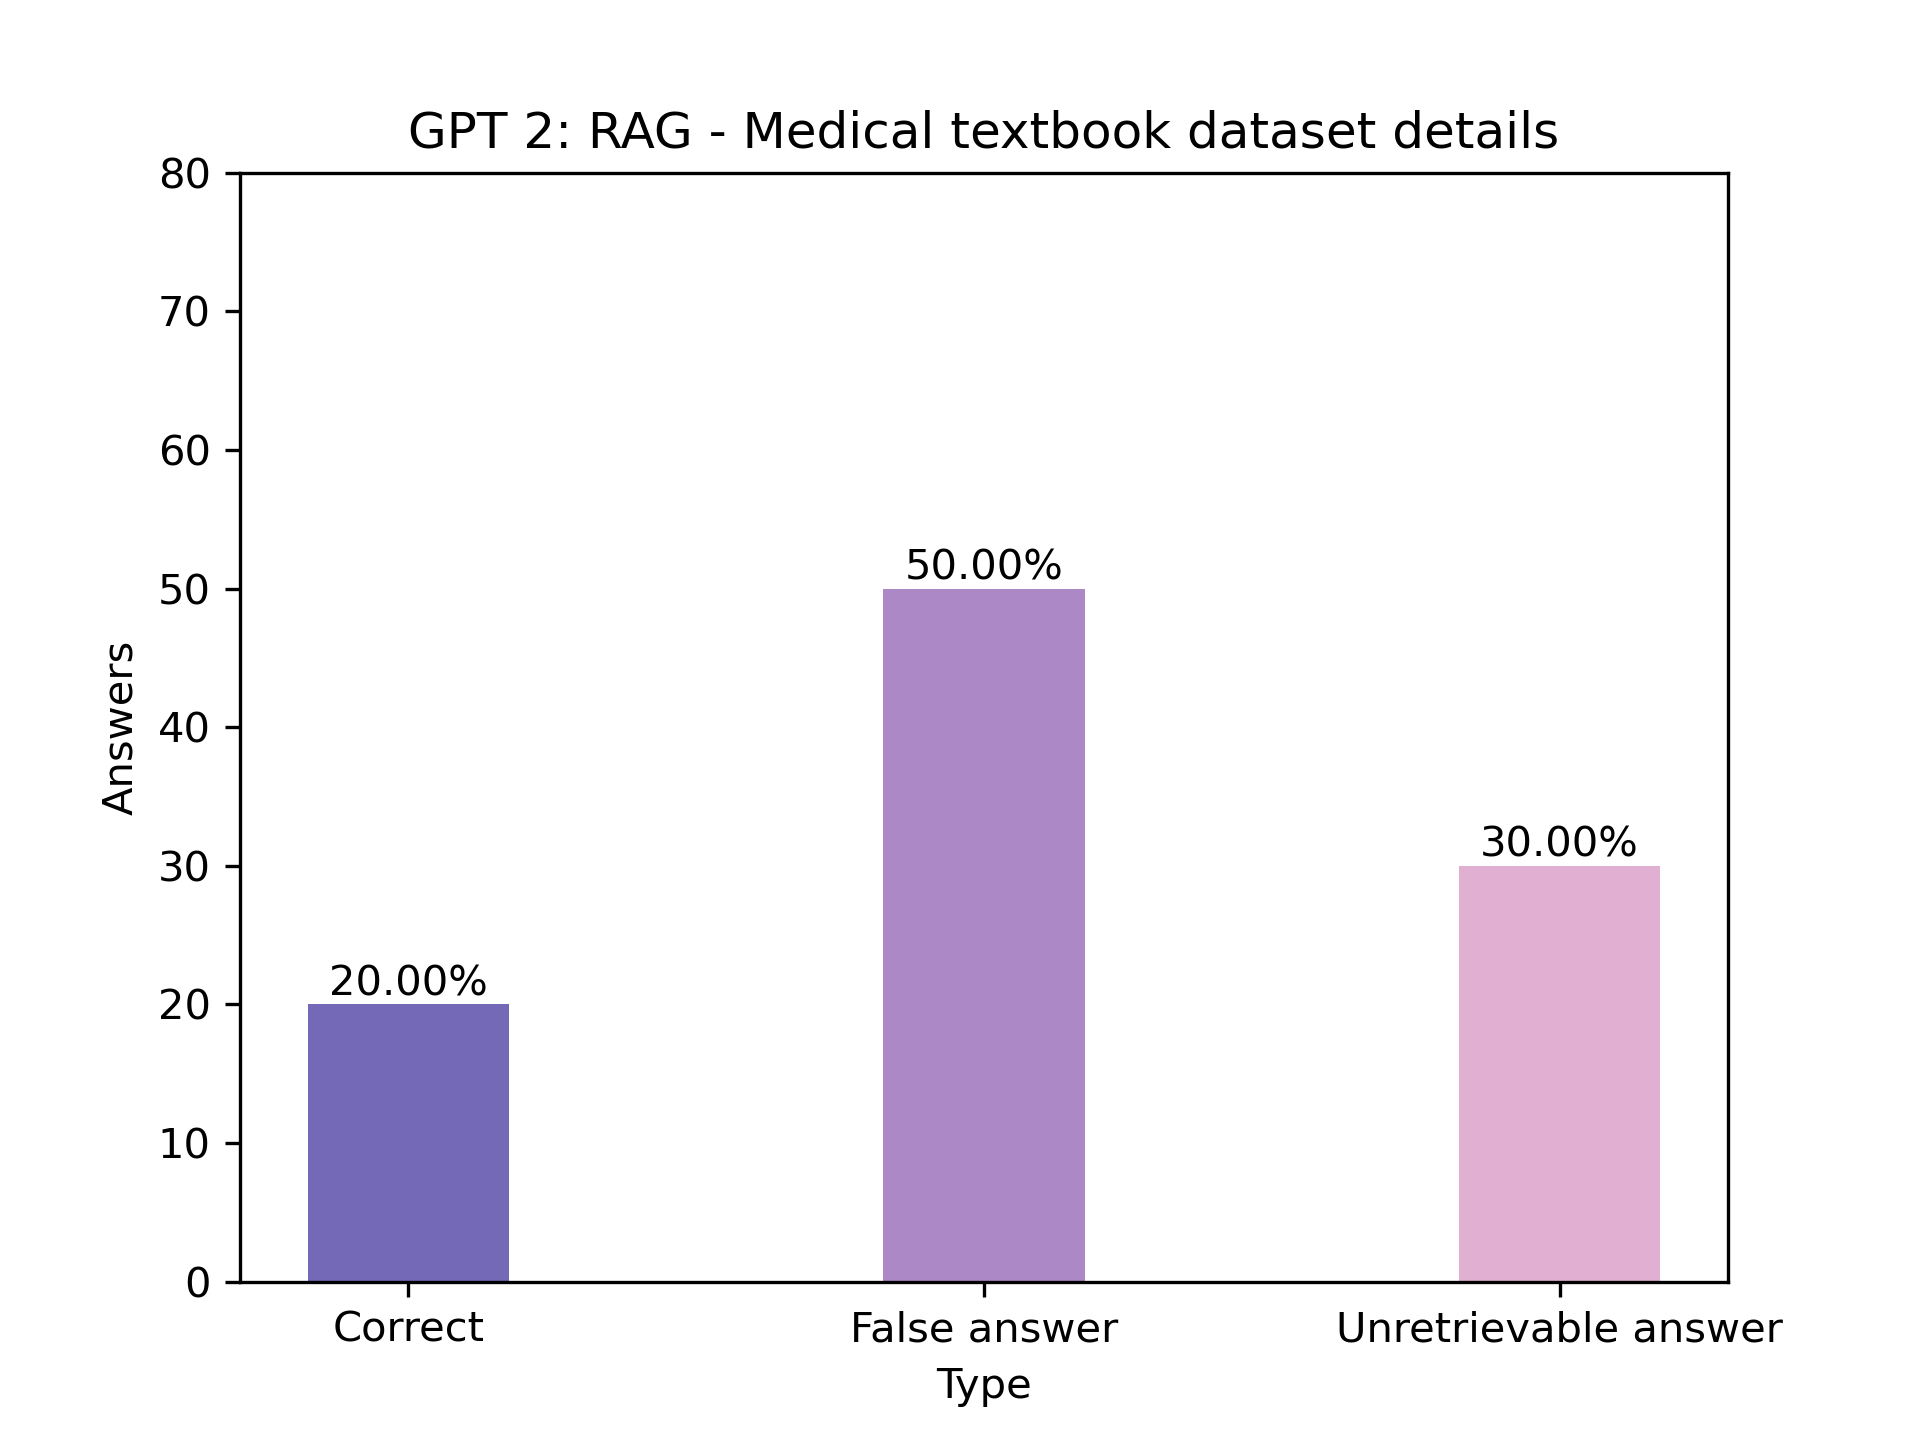 GPT 2: RAG - Medical textbook dataset details
80
70
60
50
40
30
20
10
0
Answers
20.00%
50.00%
30.00%
Correct
False answer
Unretrievable answer
Type